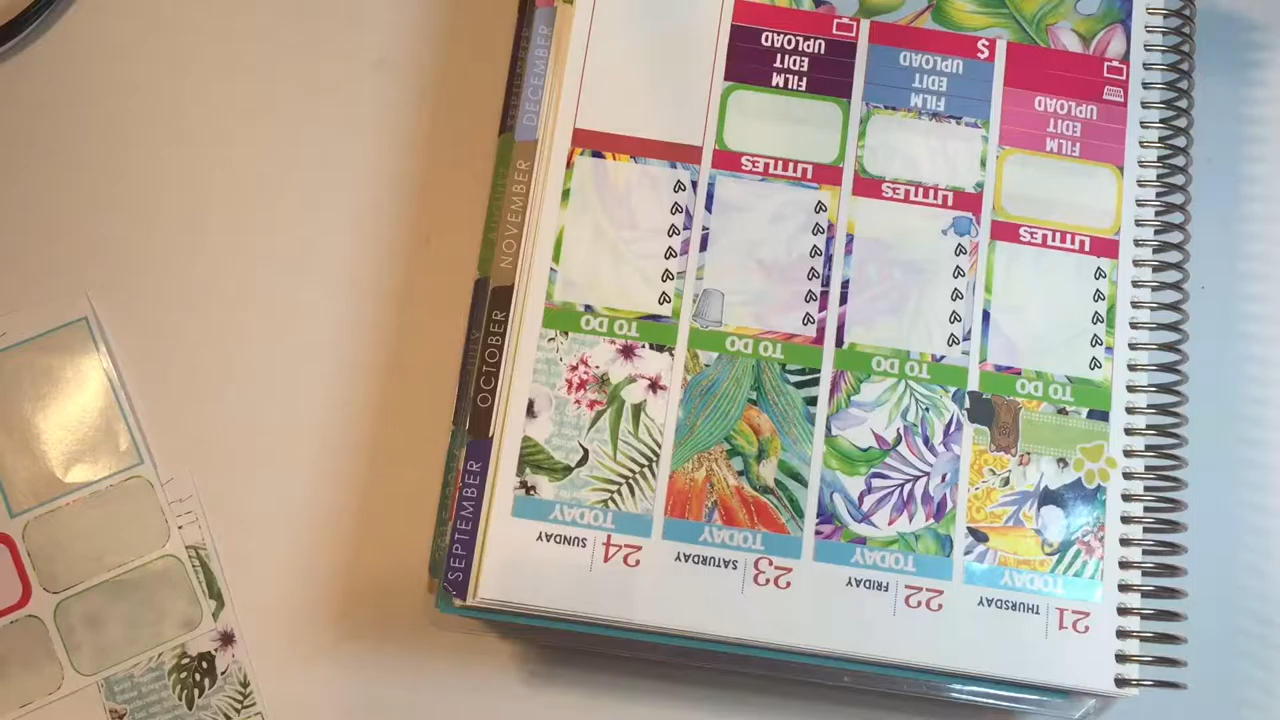 21
THURSDAY
22
FRIDAY
23
SATURDAY
24
SUNDAY
TODAY
TODAY
TODAY
TODAY
TO DO
TO DO
TO DO
TO DO
LITTLES
LITTLES
LITTLES
FILM
EDIT
UPLOAD
FILM
EDIT
UPLOAD
$
FILM
EDIT
UPLOAD
SEPTEMBER
OCTOBER
NOVEMBER
DECEMBER